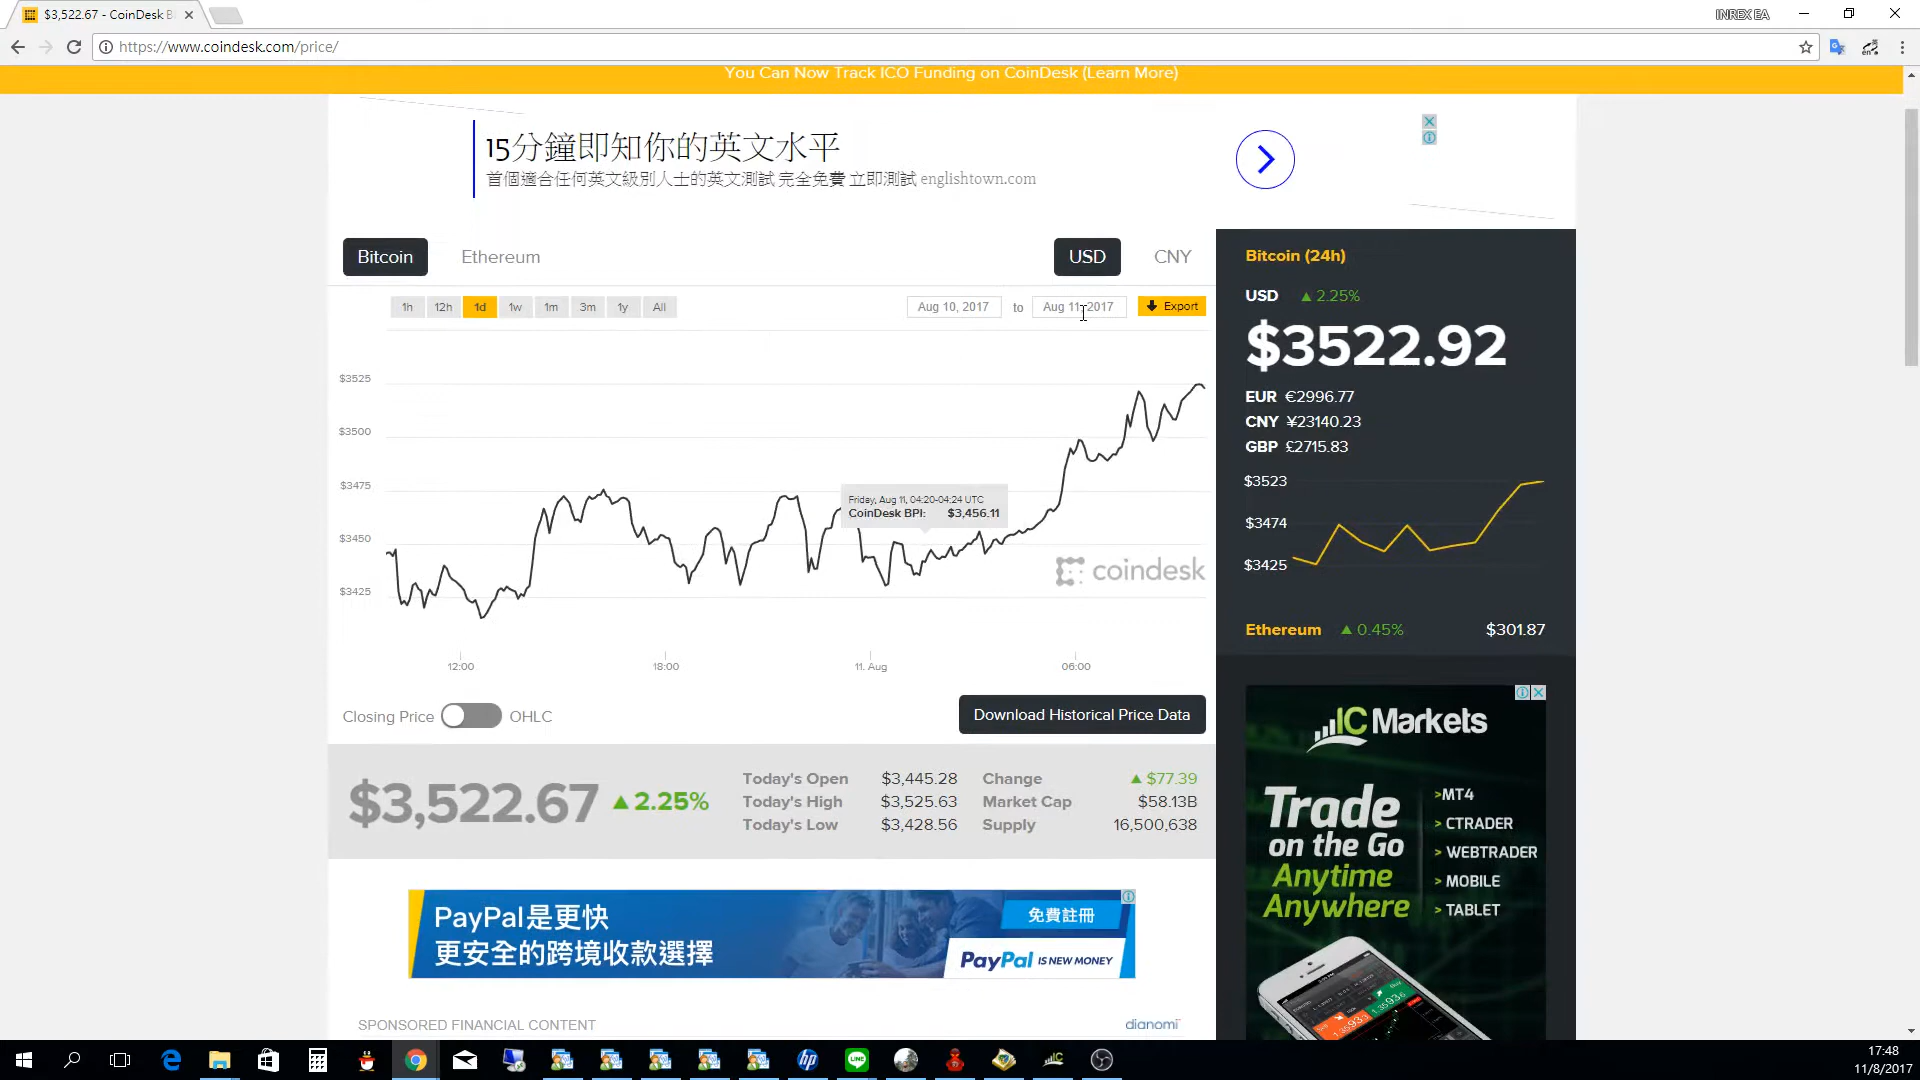 $3,522.67 - CoinDesk B
INREX EA
https://www.coindesk.com/price/
You Can Now Track ICO Funding on CoinDesk (Learn More)
15分鐘即知你的英文水平
首個適合任何英文級別人士的英文測試 完全免費 立即測試 englishtown.com
Bitcoin Ethereum USD CNY
1h 12h 1d 1w 1m 3m 1y All Aug 10, 2017 to Aug 11, 2017 Export
$3525
$3500
$3475
$3450
$3425
Friday, Aug 11, 04:20-04:24 UTC
CoinDesk BPI: $3,456.11
coindesk
12:00 18:00 11. Aug 06:00
Closing Price OHLC Download Historical Price Data
$3,522.67 ▲2.25%
Today's Open $3,445.28 Change ▲ $77.39
Today's High $3,525.63 Market Cap $58.13B
Today's Low $3,428.56 Supply 16,500,638
PayPal是更快
更安全的跨境收款選擇
免費註冊
PayPal IS NEW MONEY
SPONSORED FINANCIAL CONTENT dianomi
Bitcoin (24h)
USD ▲ 2.25%
$3522.92
EUR €2996.77
CNY ¥23140.23
GBP £2715.83
$3523
$3474
$3425
Ethereum ▲ 0.45% $301.87
IC Markets
Trade
on the Go
Anytime
Anywhere
>MT4
> CTRADER
> WEBTRADER
> MOBILE
> TABLET
17:48
11/8/2017